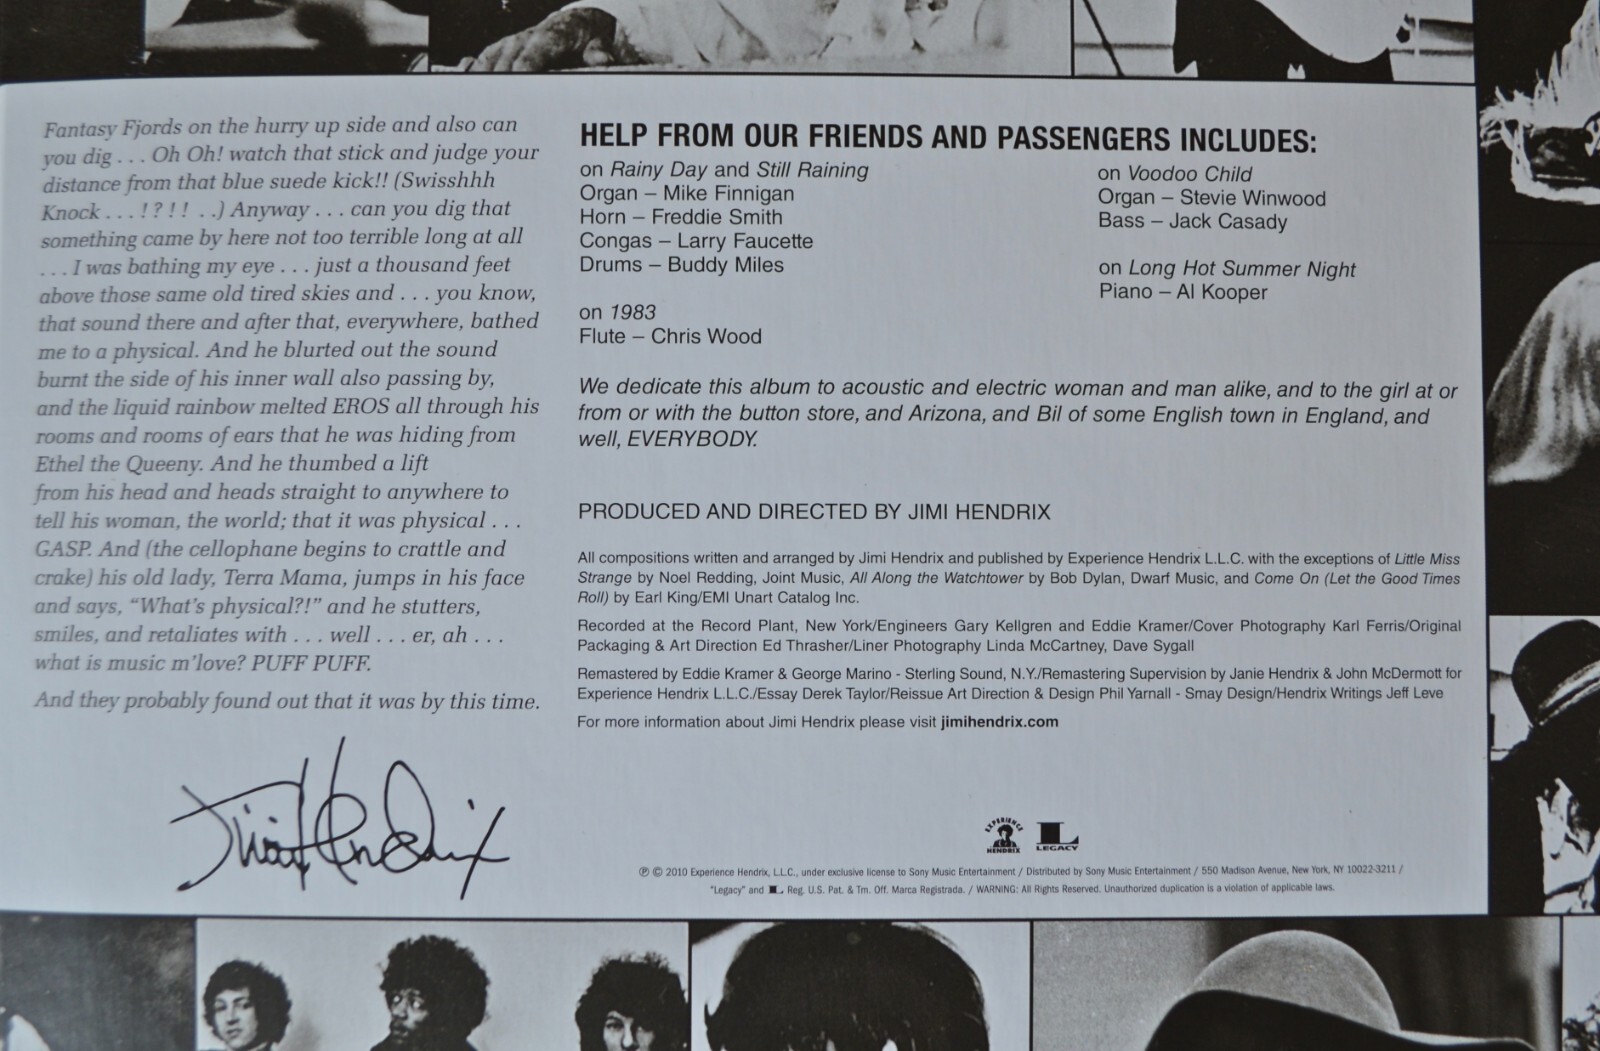 Fantasy Fjords on the hurry up side and also can
you dig . . . Oh Oh! watch that stick and judge your
distance from that blue suede kick!! (Swisshhh
Knock . . . ! ? ! ! . .) Anyway . . . can you dig that
something came by here not too terrible long at all
. . . I was bathing my eye . . . just a thousand feet
above those same old tired skies and . . . you know,
that sound there and after that, everywhere, bathed
me to a physical. And he blurted out the sound
burnt the side of his inner wall also passing by,
and the liquid rainbow melted EROS all through his
rooms and rooms of ears that he was hiding from
Ethel the Queeny. And he thumbed a lift
from his head and heads straight to anywhere to
tell his woman, the world; that it was physical . . .
GASP. And (the cellophane begins to crattle and
crake) his old lady, Terra Mama, jumps in his face
and says, “What’s physical?!” and he stutters,
smiles, and retaliates with . . . well . . . er, ah . . .
what is music m’love? PUFF PUFF.
And they probably found out that it was by this time.
Jimi Hendrix
HELP FROM OUR FRIENDS AND PASSENGERS INCLUDES:
on Rainy Day and Still Raining
Organ – Mike Finnigan
Horn – Freddie Smith
Congas – Larry Faucette
Drums – Buddy Miles
on 1983
Flute – Chris Wood
on Voodoo Child
Organ – Stevie Winwood
Bass – Jack Casady
on Long Hot Summer Night
Piano – Al Kooper
We dedicate this album to acoustic and electric woman and man alike, and to the girl at or
from or with the button store, and Arizona, and Bil of some English town in England, and
well, EVERYBODY.
PRODUCED AND DIRECTED BY JIMI HENDRIX
All compositions written and arranged by Jimi Hendrix and published by Experience Hendrix L.L.C. with the exceptions of Little Miss
Strange by Noel Redding, Joint Music, All Along the Watchtower by Bob Dylan, Dwarf Music, and Come On (Let the Good Times
Roll) by Earl King/EMI Unart Catalog Inc.
Recorded at the Record Plant, New York/Engineers Gary Kellgren and Eddie Kramer/Cover Photography Karl Ferris/Original
Packaging & Art Direction Ed Thrasher/Liner Photography Linda McCartney, Dave Sygall
Remastered by Eddie Kramer & George Marino - Sterling Sound, N.Y./Remastering Supervision by Janie Hendrix & John McDermott for
Experience Hendrix L.L.C./Essay Derek Taylor/Reissue Art Direction & Design Phil Yarnall - Smay Design/Hendrix Writings Jeff Leve
For more information about Jimi Hendrix please visit jimihendrix.com
EXPERIENCE
HENDRIX
L
LEGACY
℗ © 2010 Experience Hendrix, L.L.C., under exclusive license to Sony Music Entertainment / Distributed by Sony Music Entertainment / 550 Madison Avenue, New York, NY 10022-3211 /
"Legacy" and L Reg. U.S. Pat. & Tm. Off. Marca Registrada. / WARNING: All Rights Reserved. Unauthorized duplication is a violation of applicable laws.